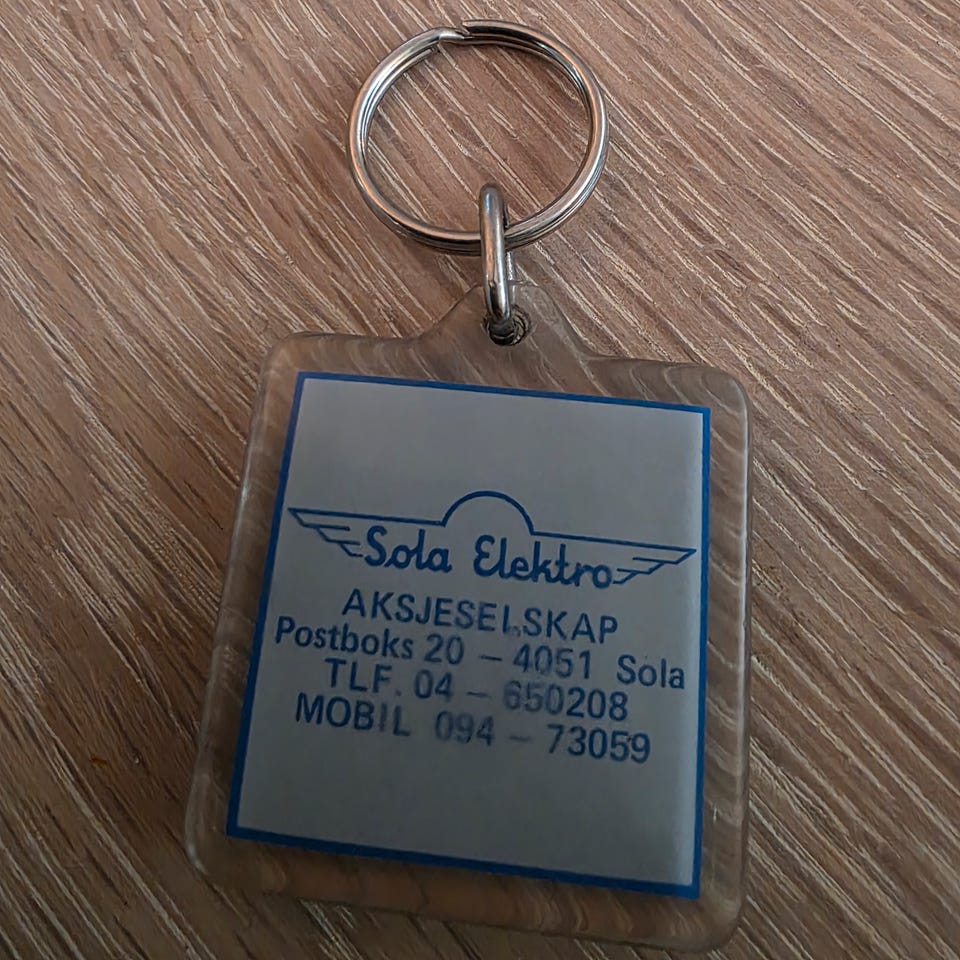 Sola Elektro
AKSJESELSKAP
Postboks 20 – 4051 Sola
TLF. 04 – 650208
MOBIL 094 – 73059